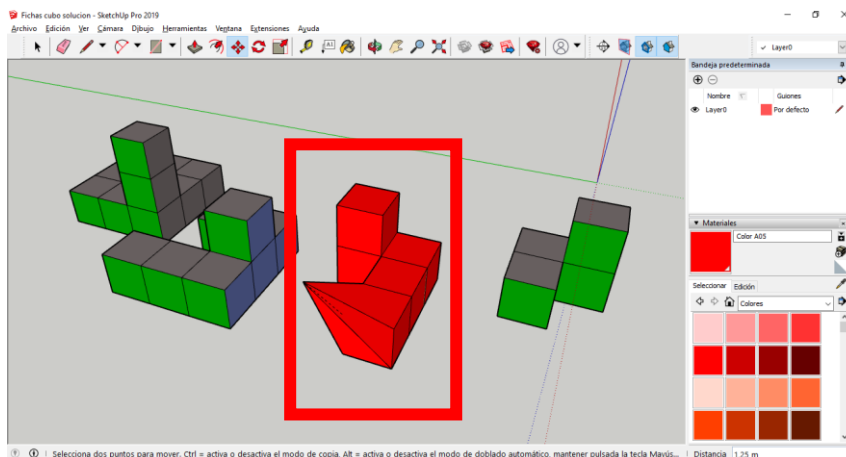 Fichas cubo solucion - SketchUp Pro 2019
Archivo Edición Ver Cámara Dibujo Herramientas Ventana Extensiones Ayuda
Layer0
Bandeja predeterminada
Nombre Guiones
Layer0 Por defecto
Materiales
Color A05
Seleccionar Edición
Colores
Selecciona dos puntos para mover. Ctrl = activa o desactiva el modo de copia. Alt = activa o desactiva el modo de doblado automático. mantener pulsada la tecla Mayús... Distancia 1,25 m